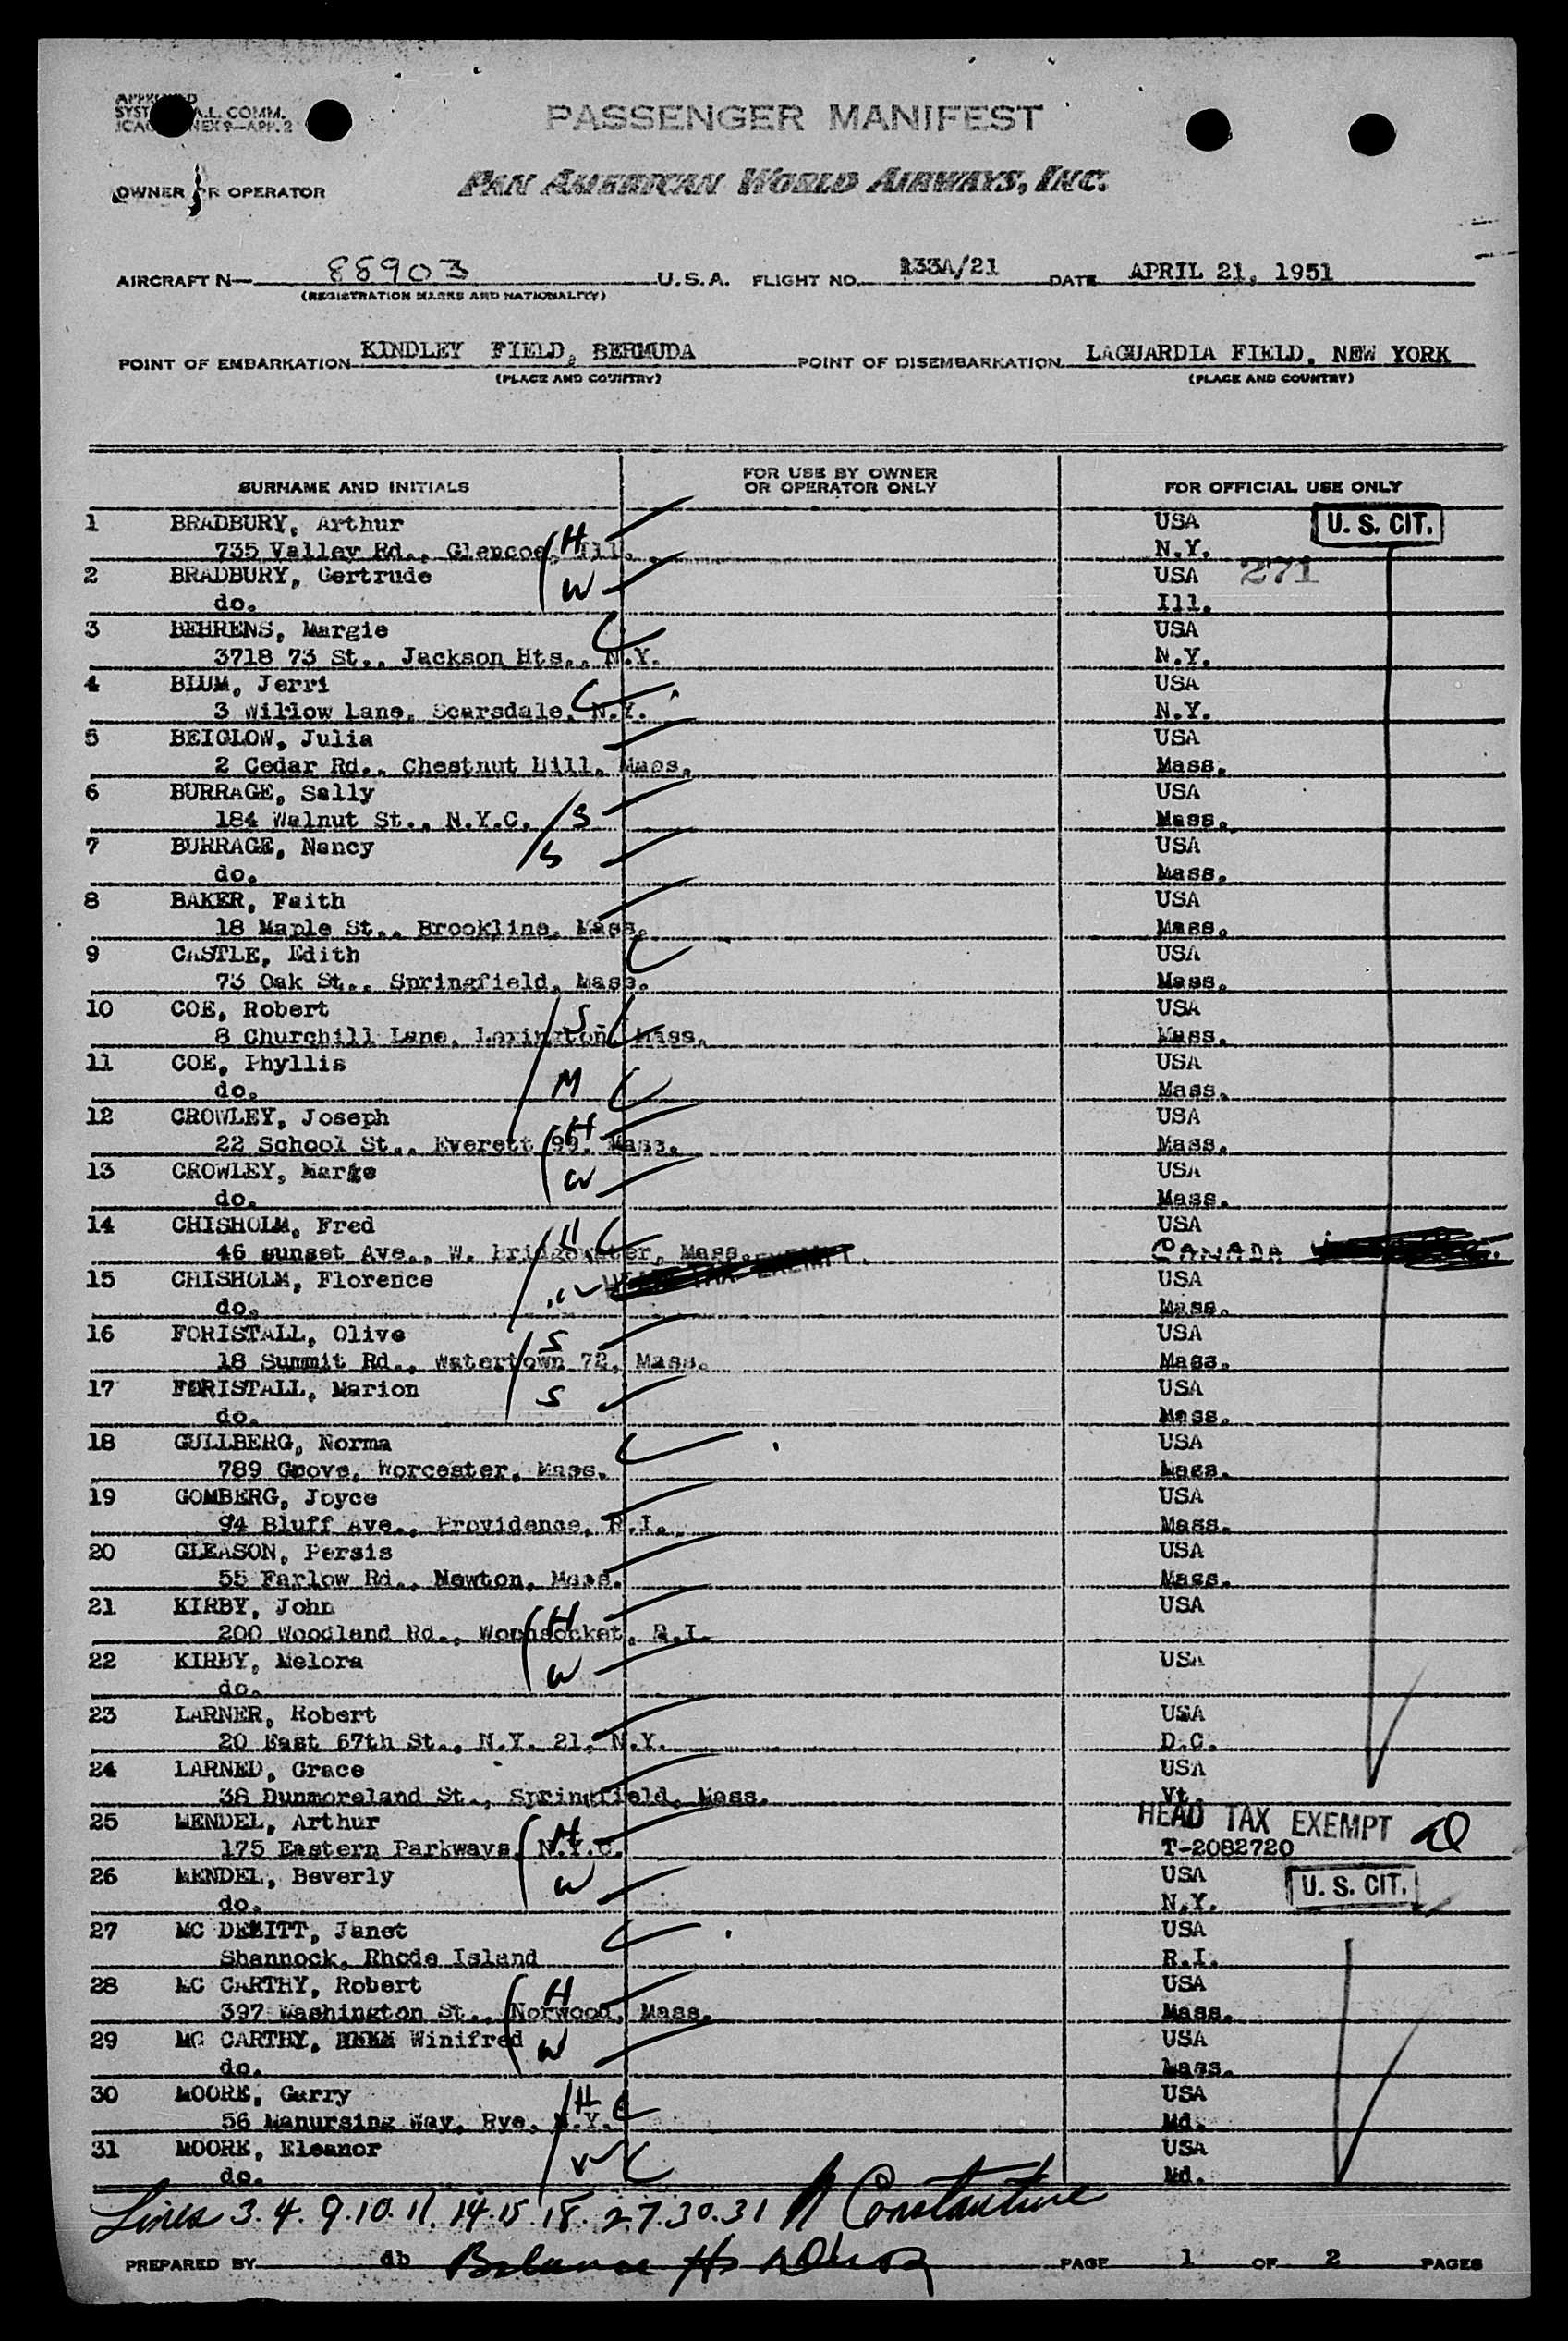 PASSENGER MANIFEST
OWNER OR OPERATOR PAN AMERICAN WORLD AIRWAYS, INC.
AIRCRAFT N— 88903 U.S.A. FLIGHT NO. 133A/21 DATE APRIL 21, 1951
(REGISTRATION MARKS AND NATIONALITY)
POINT OF EMBARKATION KINDLEY FIELD, BERMUDA POINT OF DISEMBARKATION LAGUARDIA FIELD, NEW YORK
(PLACE AND COUNTRY) (PLACE AND COUNTRY)
SURNAME AND INITIALS FOR USE BY OWNER OR OPERATOR ONLY FOR OFFICIAL USE ONLY
1 BRADBURY, Arthur USA U. S. CIT.
735 Valley Rd., Glencoe, Ill. H N.Y.
2 BRADBURY, Gertrude USA 271
do. W Ill.
3 BEHRENS, Margie USA
3718 73 St., Jackson Hts., N.Y. N.Y.
4 BLUM, Jerri USA
3 Willow Lane, Scarsdale, N.Y. N.Y.
5 BEIGLOW, Julia USA
2 Cedar Rd., Chestnut Hill, Mass. Mass.
6 BURRAGE, Sally USA
184 Walnut St., N.Y.C. S Mass.
7 BURRAGE, Nancy S USA
do. Mass.
8 BAKER, Faith USA
18 Maple St., Brookline, Mass. Mass.
9 CASTLE, Edith USA
73 Oak St., Springfield, Mass. Mass.
10 COE, Robert S USA
8 Churchill Lane, Lexington, Mass. Mass.
11 COE, Phyllis USA
do. M Mass.
12 CROWLEY, Joseph H USA
22 School St., Everett 99, Mass. Mass.
13 CROWLEY, Marge W USA
do. Mass.
14 CHISHOLM, Fred H USA
46 sunset Ave., W. Bridgewater, Mass. CANADA
15 CHISHOLM, Florence USA
do. Mass.
16 FORISTALL, Olive S USA
18 Summit Rd., Watertown 72, Mass. Mass.
17 FORISTALL, Marion S USA
do. Mass.
18 GULLBERG, Norma USA
789 Grove, Worcester, Mass. Mass.
19 GOMBERG, Joyce USA
94 Bluff Ave., Providence, R.I. Mass.
20 GLEASON, Persis USA
55 Farlow Rd., Newton, Mass. Mass.
21 KIRBY, John H USA
200 Woodland Rd., Woonsocket, R.I.
22 KIRBY, Melora W USA
do.
23 LARNER, Robert USA
20 East 67th St., N.Y. 21, N.Y. D.C.
24 LARNED, Grace USA
38 Dunmoreland St., Springfield, Mass. Vt.
25 MENDEL, Arthur H HEAD TAX EXEMPT
175 Eastern Parkways, N.Y.C. T-2082720
26 MENDEL, Beverly W USA U. S. CIT.
do. N.Y.
27 MC DEEITT, Janet USA
Shannock, Rhode Island R.I.
28 MC CARTHY, Robert H USA
397 Washington St., Norwood, Mass. Mass.
29 MC CARTHY, Winifred W USA
do. Mass.
30 MOORE, Garry H USA
56 Manursing Way, Rye, N.Y. Md.
31 MOORE, Eleanor USA
do. Md.
Lines 3. 4. 9. 10. 11. 14. 15. 18. 27. 30. 31 Constantine
PREPARED BY db Balance PAGE 1 OF 2 PAGES